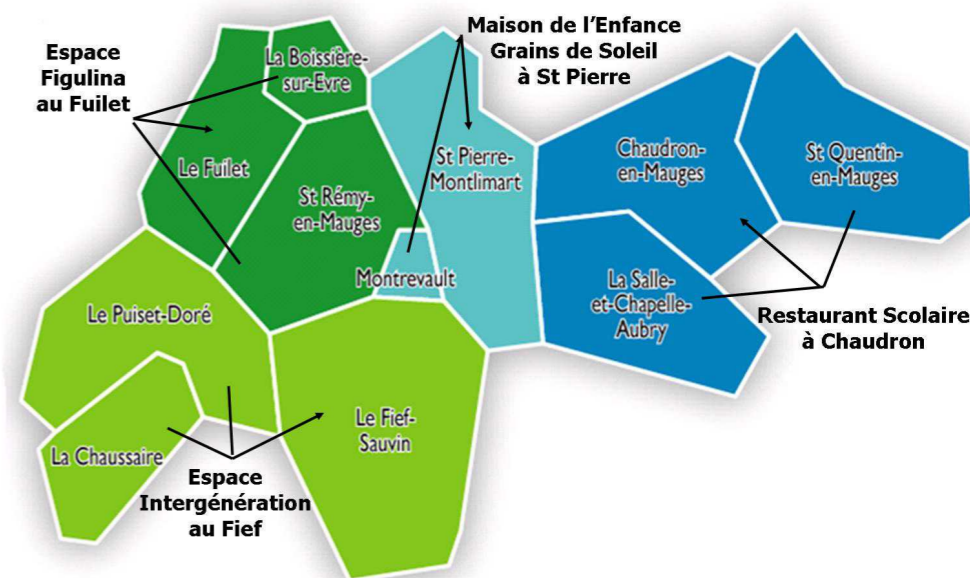 Espace
Figulina
au Fuilet
La Boissière-
sur-Evre
Maison de l'Enfance
Grains de Soleil
à St Pierre
Le Fuilet
St Rémy-
en-Mauges
St Pierre-
Montlimart
Chaudron-
en-Mauges
St Quentin-
en-Mauges
Montrevault
La Salle-
et-Chapelle-
Aubry
Restaurant Scolaire
à Chaudron
Le Puiset-Doré
La Chaussaire
Le Fief-
Sauvin
Espace
Intergénération
au Fief